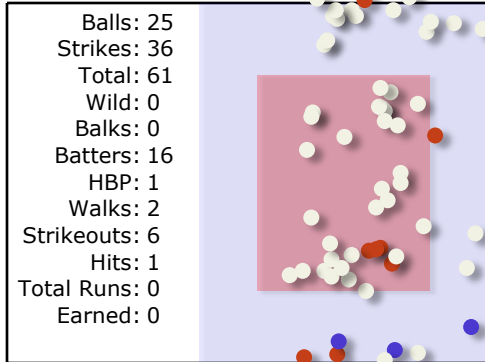 Balls: 25
Strikes: 36
Total: 61
Wild: 0
Balks: 0
Batters: 16
HBP: 1
Walks: 2
Strikeouts: 6
Hits: 1
Total Runs: 0
Earned: 0